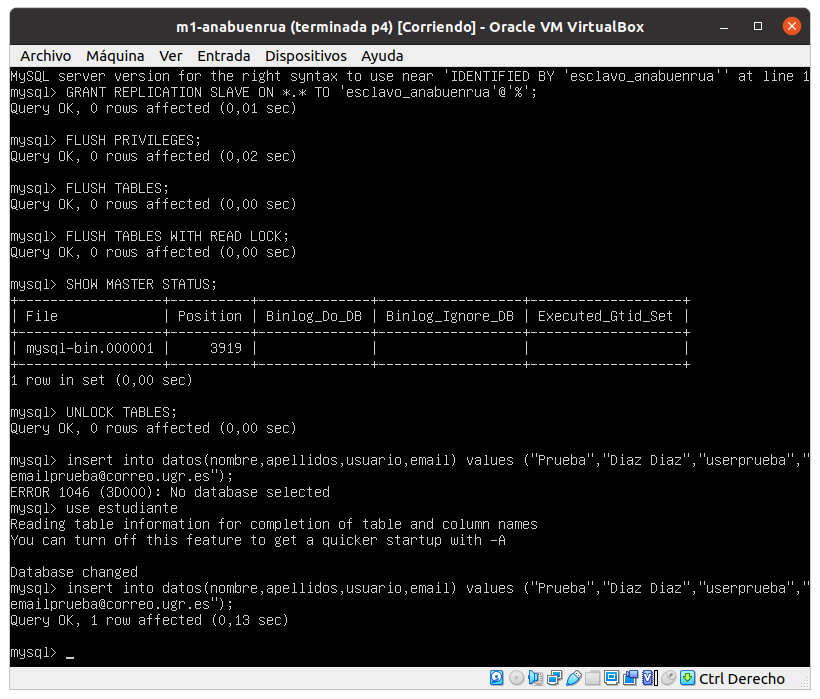 m1-anabuenrua (terminada p4) [Corriendo] - Oracle VM VirtualBox
Archivo Máquina Ver Entrada Dispositivos Ayuda
MySQL server version for the right syntax to use near 'IDENTIFIED BY 'esclavo_anabuenrua'' at line 1
mysql> GRANT REPLICATION SLAVE ON *.* TO 'esclavo_anabuenrua'@'%';
Query OK, 0 rows affected (0,01 sec)
mysql> FLUSH PRIVILEGES;
Query OK, 0 rows affected (0,02 sec)
mysql> FLUSH TABLES;
Query OK, 0 rows affected (0,00 sec)
mysql> FLUSH TABLES WITH READ LOCK;
Query OK, 0 rows affected (0,00 sec)
mysql> SHOW MASTER STATUS;
+------------------+----------+--------------+------------------+-------------------+
| File             | Position | Binlog_Do_DB | Binlog_Ignore_DB | Executed_Gtid_Set |
+------------------+----------+--------------+------------------+-------------------+
| mysql-bin.000001 |     3919 |              |                  |                   |
+------------------+----------+--------------+------------------+-------------------+
1 row in set (0,00 sec)
mysql> UNLOCK TABLES;
Query OK, 0 rows affected (0,00 sec)
mysql> insert into datos(nombre,apellidos,usuario,email) values ("Prueba","Diaz Diaz","userprueba","
emailprueba@correo.ugr.es");
ERROR 1046 (3D000): No database selected
mysql> use estudiante
Reading table information for completion of table and column names
You can turn off this feature to get a quicker startup with -A
Database changed
mysql> insert into datos(nombre,apellidos,usuario,email) values ("Prueba","Diaz Diaz","userprueba","
emailprueba@correo.ugr.es");
Query OK, 1 row affected (0,13 sec)
mysql> _
Ctrl Derecho